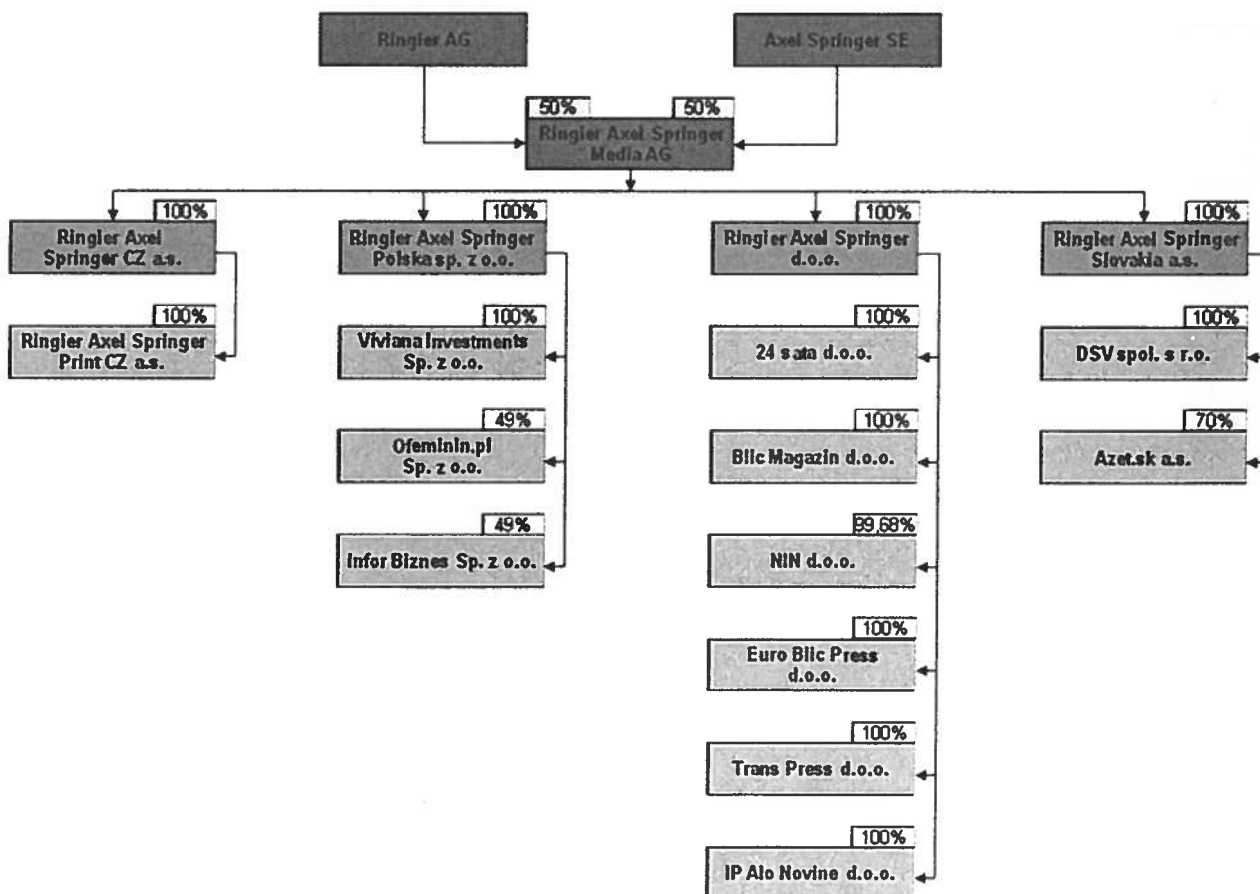 Ringier AG
Axel Springer SE
50%
50%
Ringier Axel Springer
Media AG
100%
Ringier Axel
Springer CZ a.s.
100%
Ringier Axel Springer
Print CZ a.s.
100%
Ringier Axel Springer
Polska sp. z o.o.
100%
Viviana Investments
Sp. z o.o.
49%
Ofeminin.pl
Sp. z o.o.
49%
Infor Biznes Sp. z o.o.
100%
Ringier Axel Springer
d.o.o.
100%
24 sata d.o.o.
100%
Blic Magazin d.o.o.
99,68%
NIN d.o.o.
100%
Euro Blic Press
d.o.o.
100%
Trans Press d.o.o.
100%
IP Alo Novine d.o.o.
100%
Ringier Axel Springer
Slovakia a.s.
100%
DSV spol. s r.o.
70%
Azet.sk a.s.